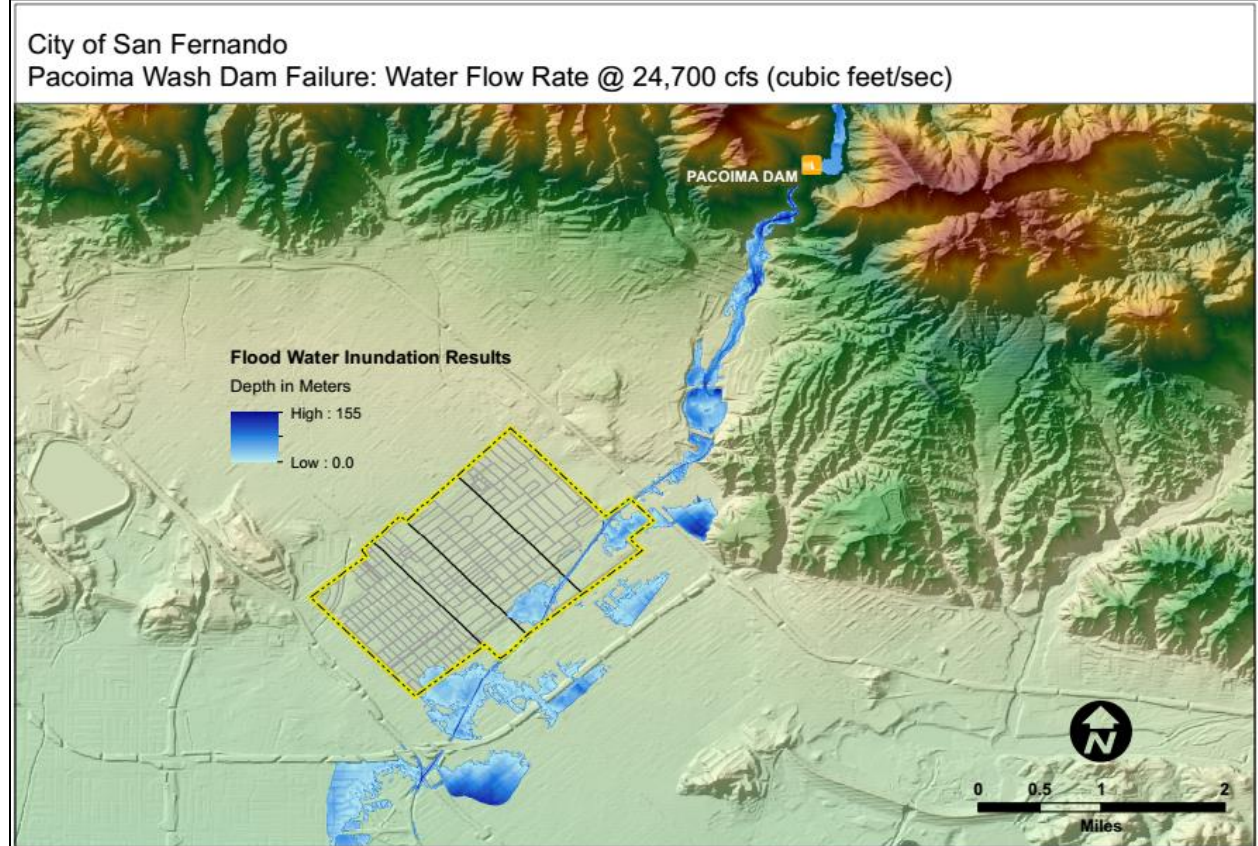 City of San Fernando
Pacoima Wash Dam Failure: Water Flow Rate @ 24,700 cfs (cubic feet/sec)
PACOIMA DAM
Flood Water Inundation Results
Depth in Meters
High : 155
Low : 0.0
N
0 0.5 1 2
Miles